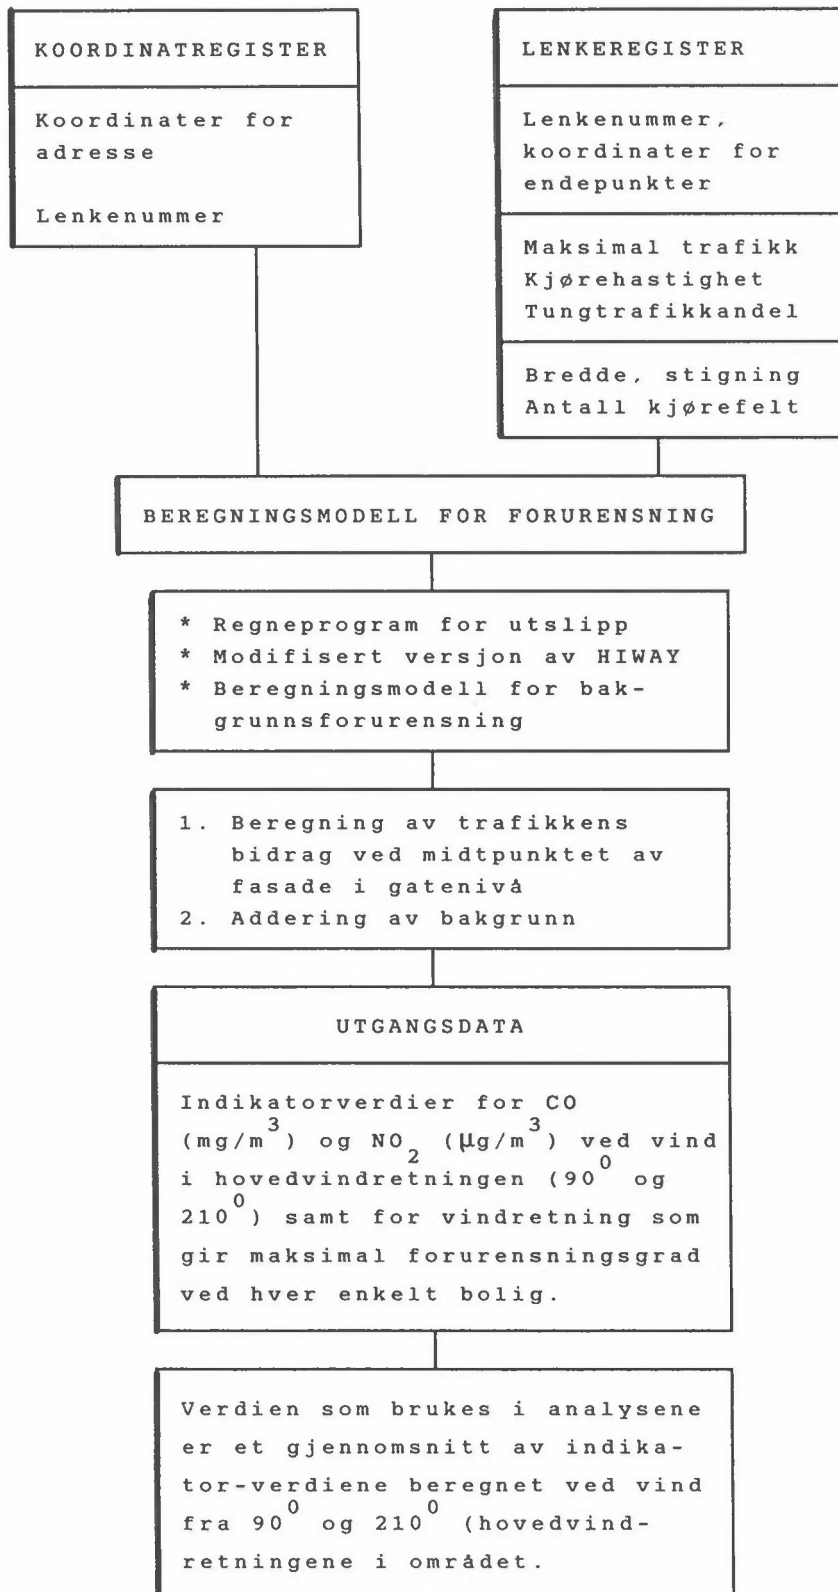 KOORDINATREGISTER
Koordinater for
adresse
Lenkenummer
LENKEREGISTER
Lenkenummer,
koordinater for
endepunkter
Maksimal trafikk
Kjørehastighet
Tungtrafikkandel
Bredde, stigning
Antall kjørefelt
BEREGNINGSMODELL FOR FORURENSNING
* Regneprogram for utslipp
* Modifisert versjon av HIWAY
* Beregningsmodell for bak-
grunnsforurensning
1. Beregning av trafikkens
bidrag ved midtpunktet av
fasade i gatenivå
2. Addering av bakgrunn
UTGANGSDATA
Indikatorverdier for CO
(mg/m³) og NO₂ (µg/m³) ved vind
i hovedvindretningen (90⁰ og
210⁰) samt for vindretning som
gir maksimal forurensningsgrad
ved hver enkelt bolig.
Verdien som brukes i analysene
er et gjennomsnitt av indika-
tor-verdiene beregnet ved vind
fra 90⁰ og 210⁰ (hovedvind-
retningene i området.